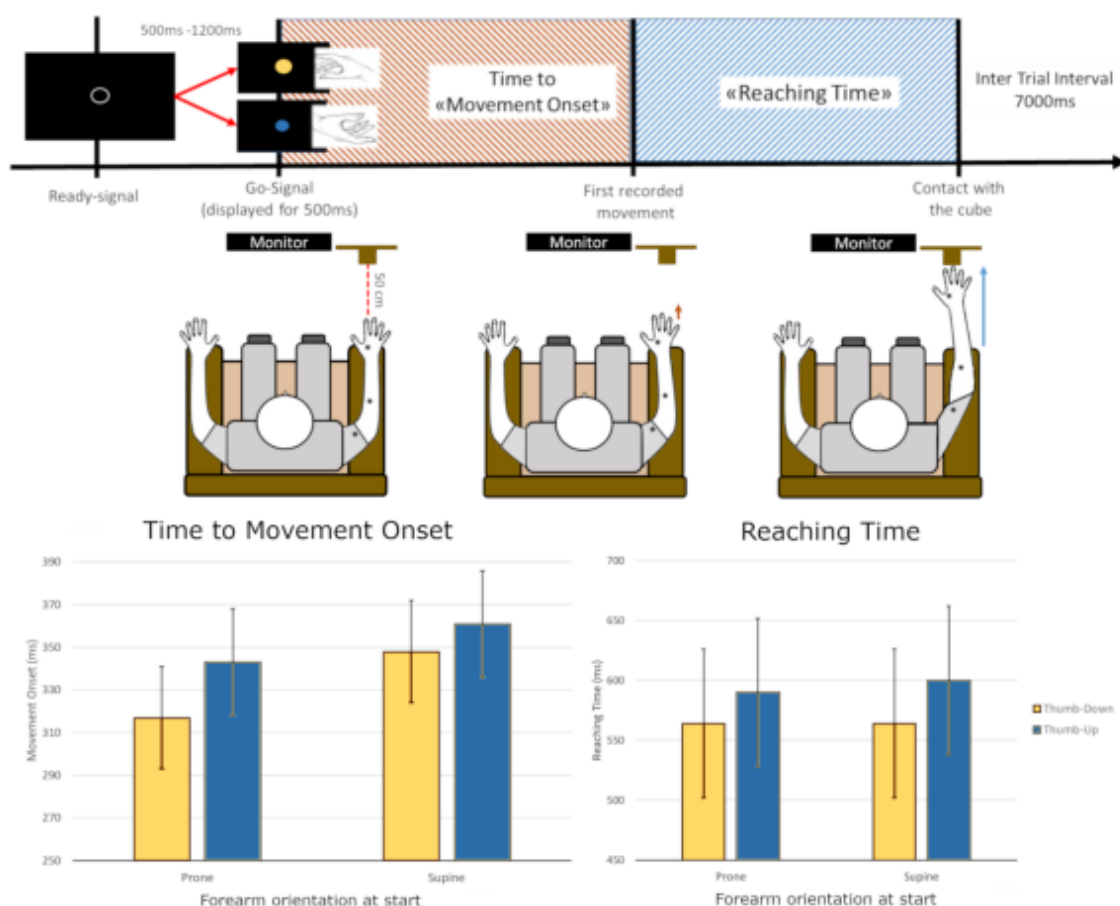 500ms -1200ms
Time to
«Movement Onset»
«Reaching Time»
Inter Trial Interval
7000ms
Ready-signal
Go-Signal
(displayed for 500ms)
First recorded
movement
Contact with
the cube
Monitor
Monitor
Monitor
50 cm
Time to Movement Onset
Reaching Time
390
370
350
330
310
290
270
250
Movement Onset (ms)
Prone
Supine
Forearm orientation at start
700
650
600
550
500
450
Reaching Time (ms)
Prone
Supine
Forearm orientation at start
Thumb-Down
Thumb-Up